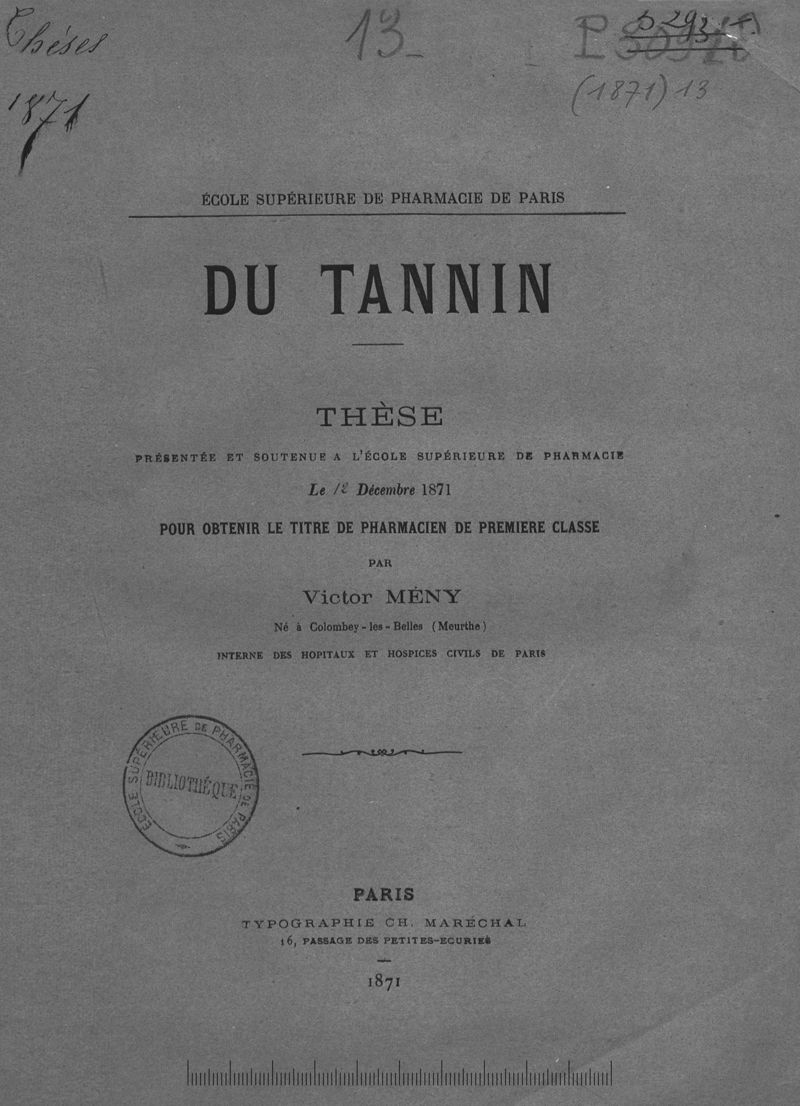 Thèses
1871
13
P
(1871) 13
ÉCOLE SUPÉRIEURE DE PHARMACIE DE PARIS
DU TANNIN
THÈSE
PRÉSENTÉE ET SOUTENUE A L'ÉCOLE SUPÉRIEURE DE PHARMACIE
Le 12 Décembre 1871
POUR OBTENIR LE TITRE DE PHARMACIEN DE PREMIERE CLASSE
PAR
Victor MÉNY
Né à Colombey-les-Belles (Meurthe)
INTERNE DES HOPITAUX ET HOSPICES CIVILS DE PARIS
ÉCOLE SUPÉRIEURE DE PHARMACIE DE PARIS
BIBLIOTHÉQUE
PARIS
TYPOGRAPHIE CH. MARÉCHAL
16, PASSAGE DES PETITES-ECURIES
1871